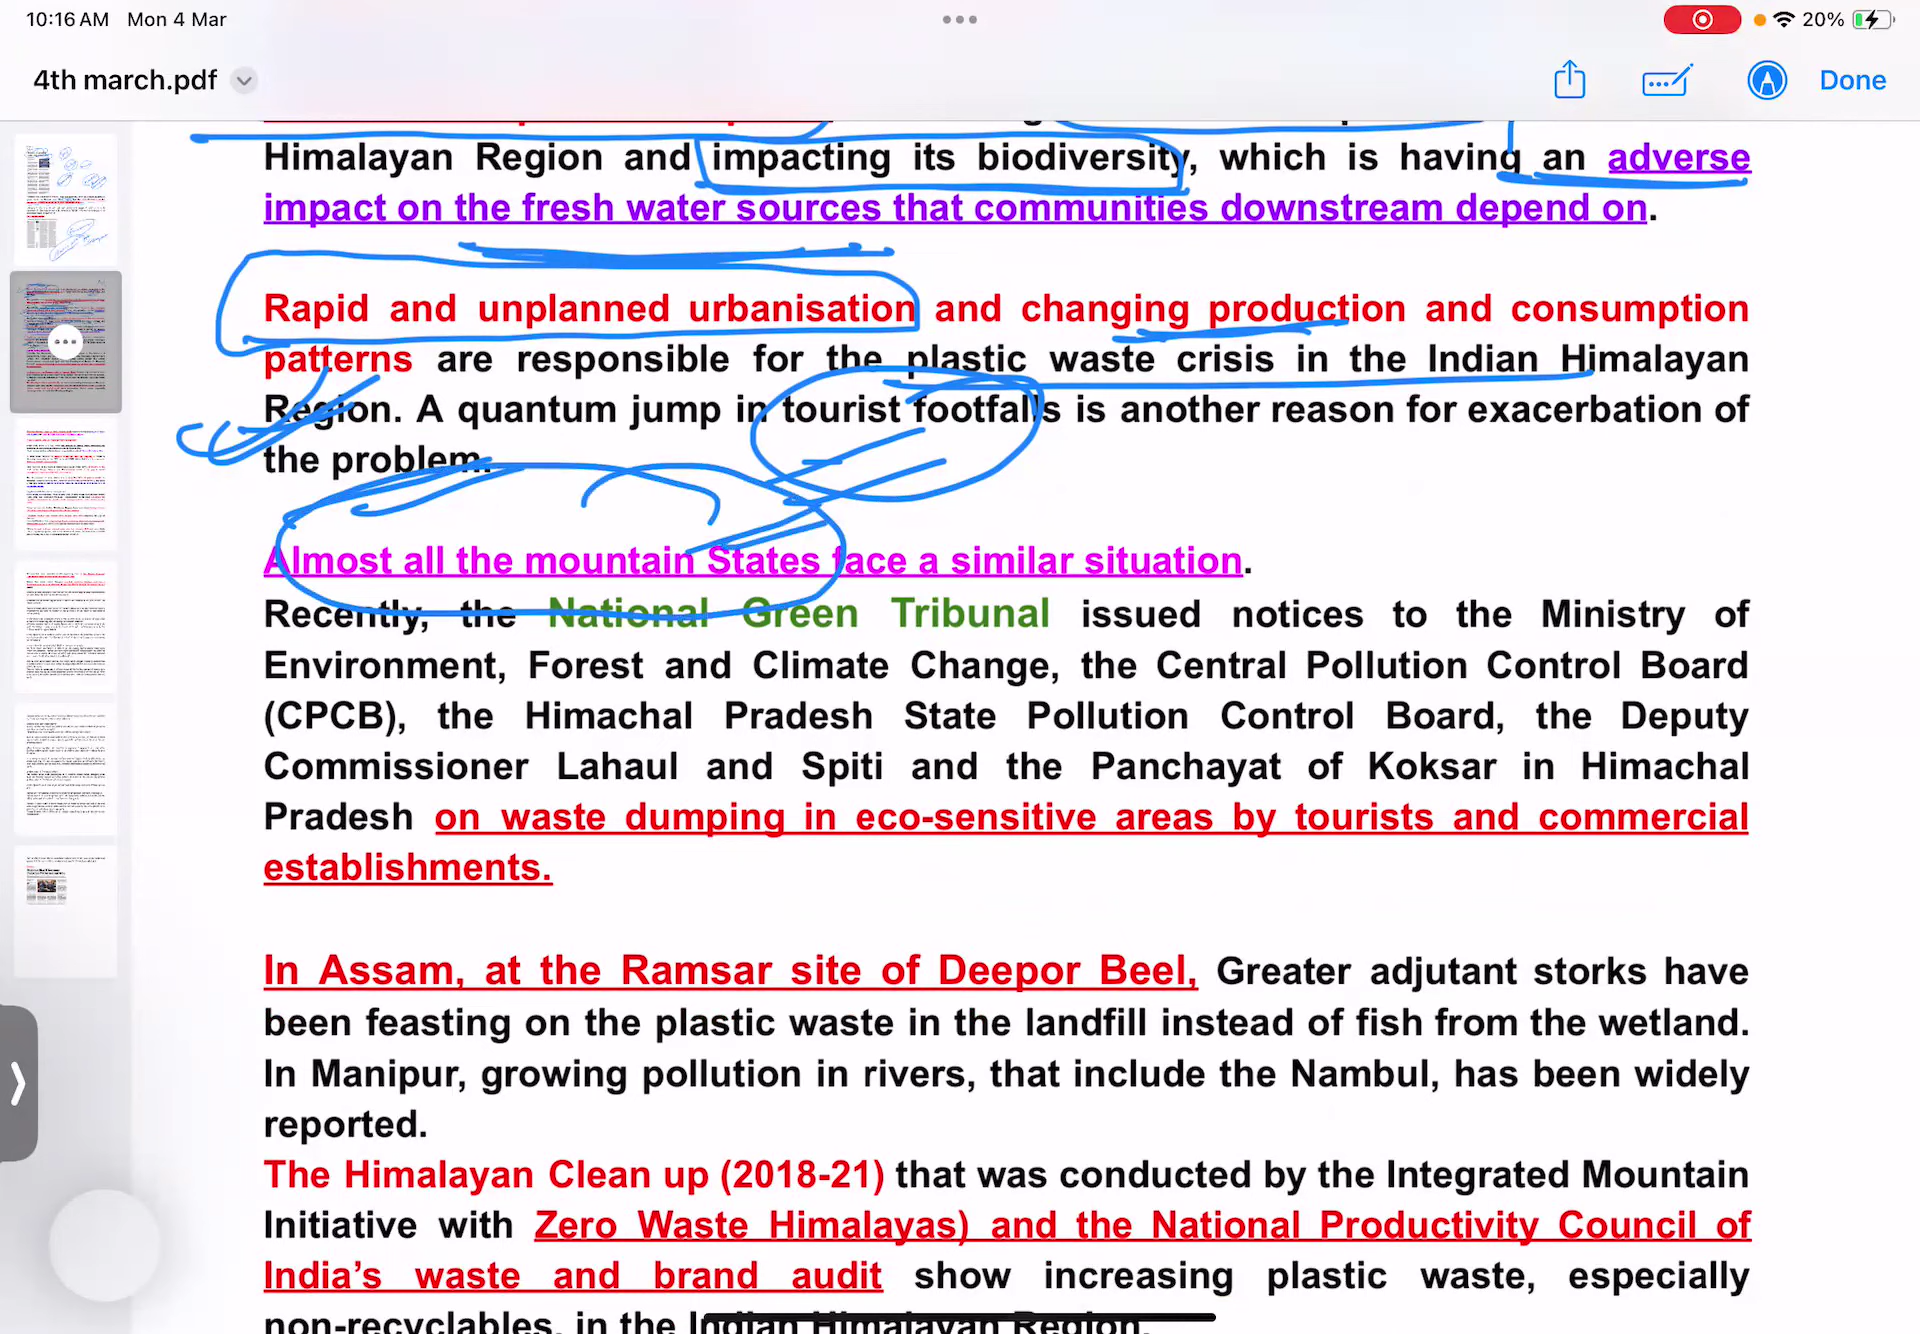 10:16 AM Mon 4 Mar
20%
4th march.pdf
Done
Himalayan Region and impacting its biodiversity, which is having an adverse
impact on the fresh water sources that communities downstream depend on.
Rapid and unplanned urbanisation and changing production and consumption
patterns are responsible for the plastic waste crisis in the Indian Himalayan
Region. A quantum jump in tourist footfalls is another reason for exacerbation of
the problem.
Almost all the mountain States face a similar situation.
Recently, the National Green Tribunal issued notices to the Ministry of
Environment, Forest and Climate Change, the Central Pollution Control Board
(CPCB), the Himachal Pradesh State Pollution Control Board, the Deputy
Commissioner Lahaul and Spiti and the Panchayat of Koksar in Himachal
Pradesh on waste dumping in eco-sensitive areas by tourists and commercial
establishments.
In Assam, at the Ramsar site of Deepor Beel, Greater adjutant storks have
been feasting on the plastic waste in the landfill instead of fish from the wetland.
In Manipur, growing pollution in rivers, that include the Nambul, has been widely
reported.
The Himalayan Clean up (2018-21) that was conducted by the Integrated Mountain
Initiative with Zero Waste Himalayas) and the National Productivity Council of
India's waste and brand audit show increasing plastic waste, especially
non-recyclables, in the Indian Himalayan Region.